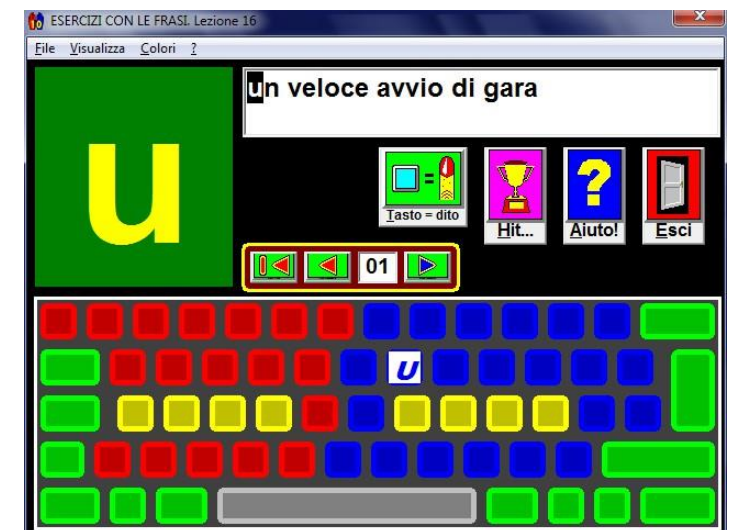 ESERCIZI CON LE FRASI. Lezione 16
File Visualizza Colori ?
u
un veloce avvio di gara
Tasto = dito
Hit...
? Aiuto!
Esci
01
u